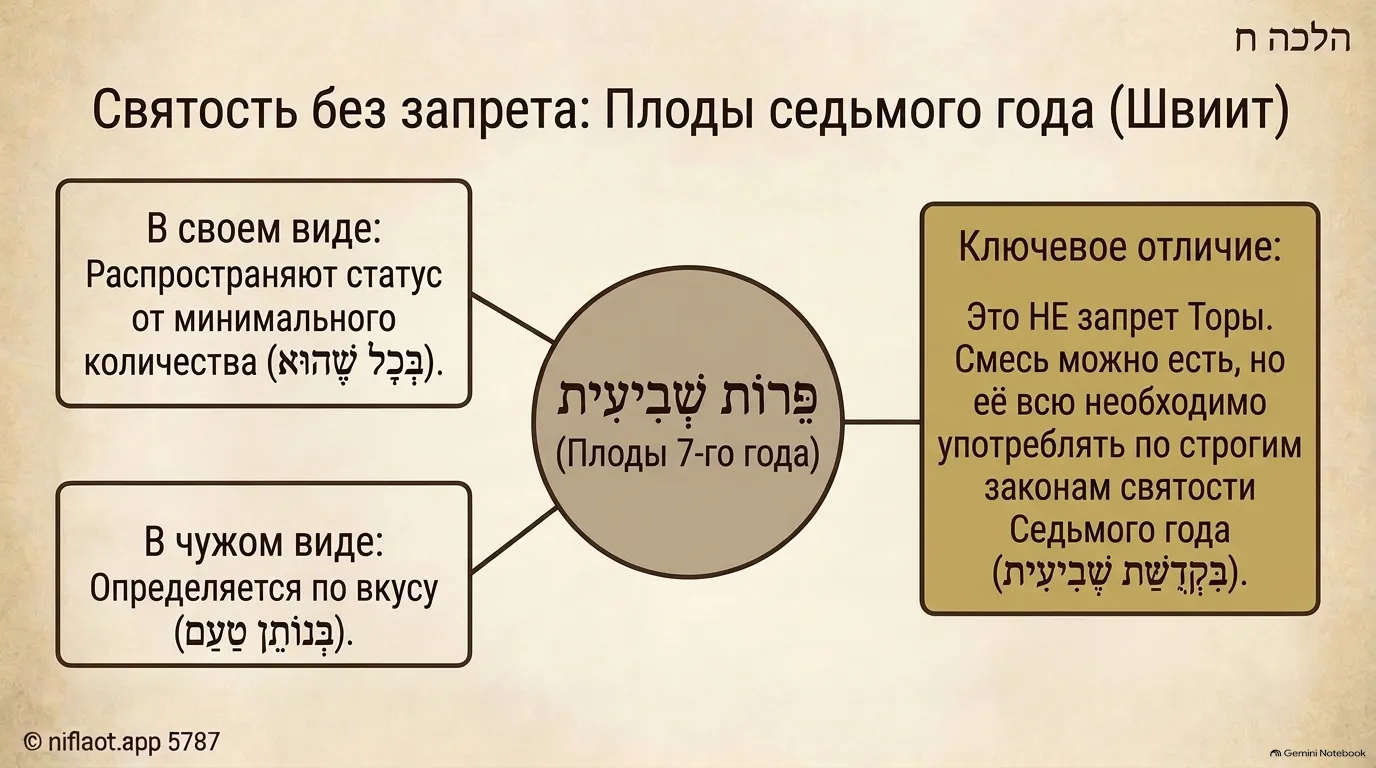 הלכה ח
Святость без запрета: Плоды седьмого года (Швиит)
В своем виде:
Распространяют статус
от минимального
количества (בְּכָל שֶׁהוּא).
В чужом виде:
Определяется по вкусу
(בְּנוֹתֵן טַעַם).
פֵּרוֹת שְׁבִיעִית
(Плоды 7-го года)
Ключевое отличие:
Это НЕ запрет Торы.
Смесь можно есть, но
её всю необходимо
употреблять по строгим
законам святости
Седьмого года
(בִּקְדֻשַּׁת שְׁבִיעִית).
© niflaot.app 5787
Gemini Notebook